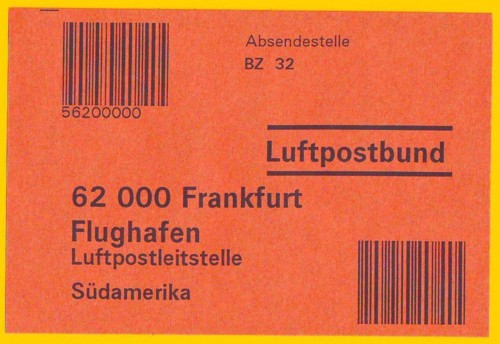 Absendestelle
BZ 32
56200000
Luftpostbund
62 000 Frankfurt
Flughafen
Luftpostleitstelle
Südamerika